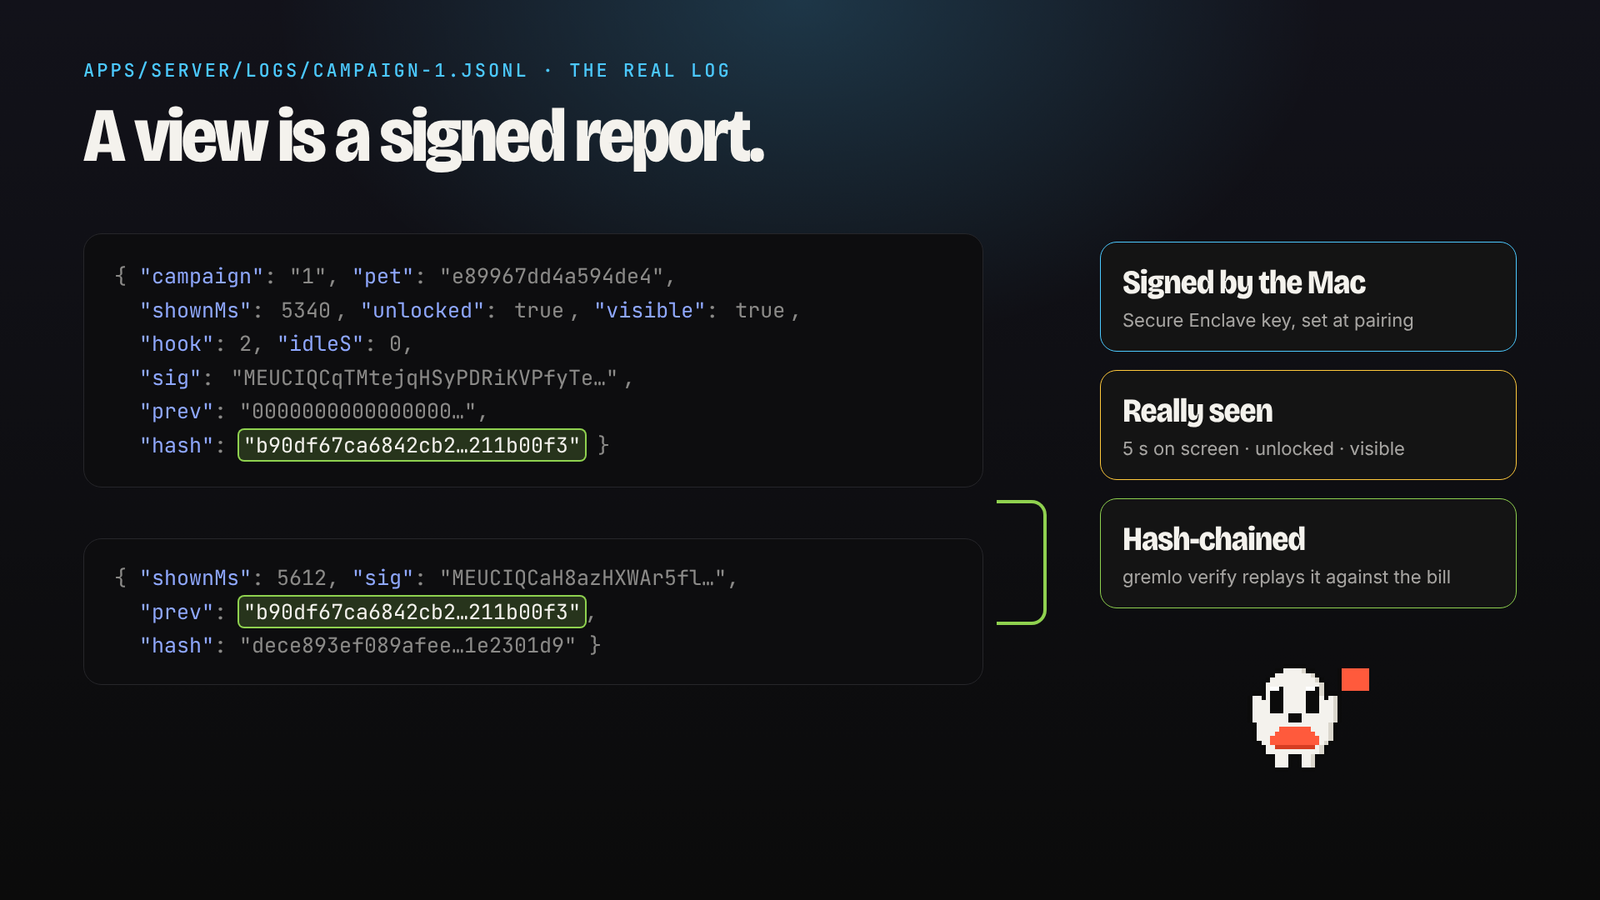 APPS/SERVER/LOGS/CAMPAIGN-1.JSONL · THE REAL LOG
A view is a signed report.
{ "campaign": "1", "pet": "e89967dd4a594de4",
"shownMs": 5340, "unlocked": true, "visible": true,
"hook": 2, "idleS": 0,
"sig": "MEUCIQCqTMtejqHSyPDRiKVPfyTe…",
"prev": "0000000000000000…",
"hash": "b90df67ca6842cb2…211b00f3" }
{ "shownMs": 5612, "sig": "MEUCIQCaH8azHXWAr5fl…",
"prev": "b90df67ca6842cb2…211b00f3",
"hash": "dece893ef089afee…1e2301d9" }
Signed by the Mac
Secure Enclave key, set at pairing
Really seen
5 s on screen · unlocked · visible
Hash-chained
gremlo verify replays it against the bill